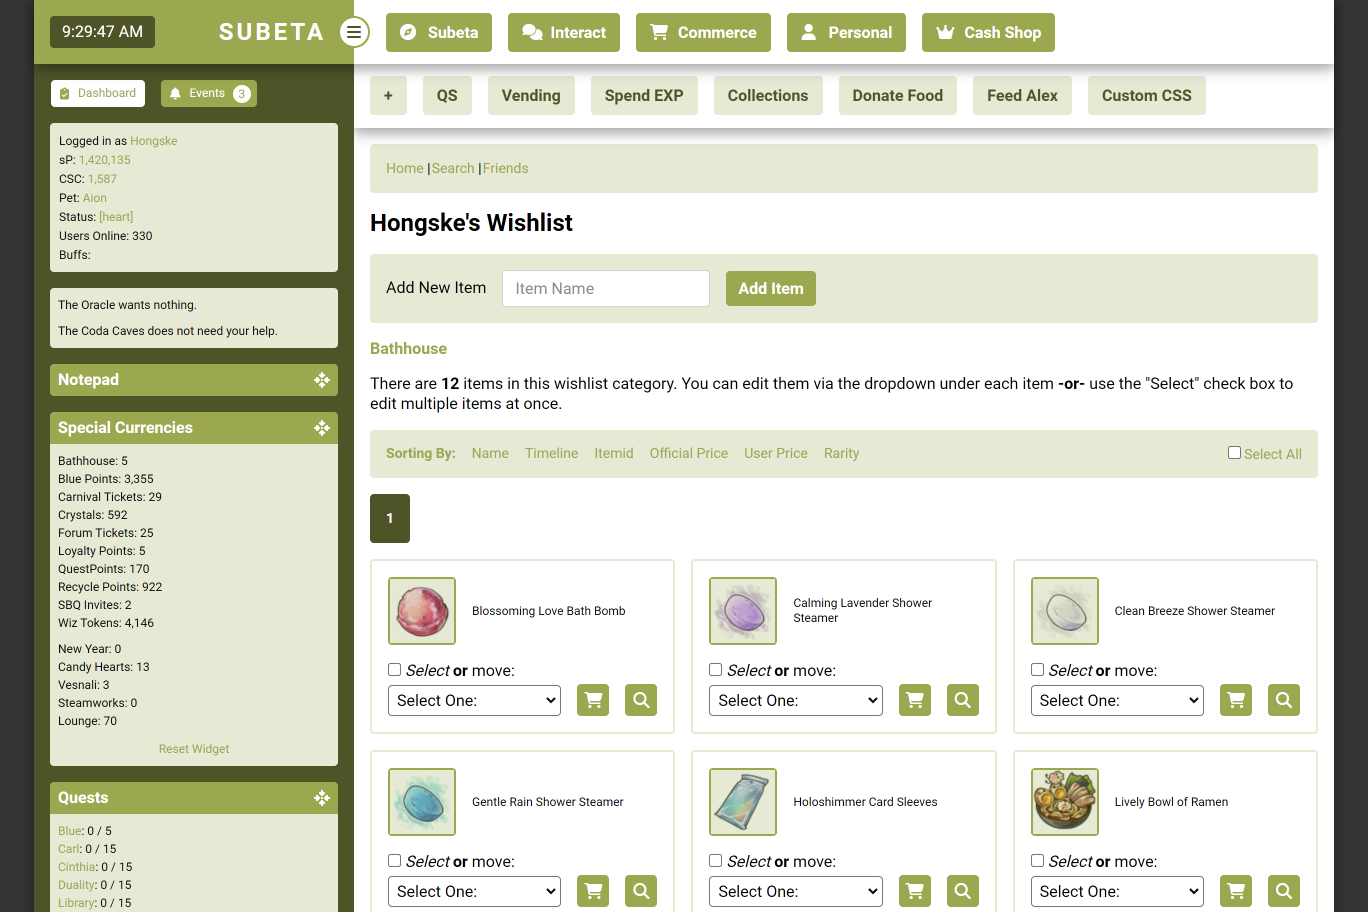 9:29:47 AM
SUBETA
Subeta
Interact
Commerce
Personal
Cash Shop
Dashboard
Events 3
+
QS
Vending
Spend EXP
Collections
Donate Food
Feed Alex
Custom CSS
Logged in as Hongske
sP: 1,420,135
CSC: 1,587
Pet: Aion
Status: [heart]
Users Online: 330
Buffs:
The Oracle wants nothing.
The Coda Caves does not need your help.
Notepad
Special Currencies
Bathhouse: 5
Blue Points: 3,355
Carnival Tickets: 29
Crystals: 592
Forum Tickets: 25
Loyalty Points: 5
QuestPoints: 170
Recycle Points: 922
SBQ Invites: 2
Wiz Tokens: 4,146
New Year: 0
Candy Hearts: 13
Vesnali: 3
Steamworks: 0
Lounge: 70
Reset Widget
Quests
Blue: 0 / 5
Carl: 0 / 15
Cinthia: 0 / 15
Duality: 0 / 15
Library: 0 / 15
Home |Search |Friends
Hongske's Wishlist
Add New Item
Item Name
Add Item
Bathhouse
There are 12 items in this wishlist category. You can edit them via the dropdown under each item -or- use the "Select" check box to
edit multiple items at once.
Sorting By: Name Timeline Itemid Official Price User Price Rarity
Select All
1
Blossoming Love Bath Bomb
Select or move:
Select One:
Calming Lavender Shower
Steamer
Select or move:
Select One:
Clean Breeze Shower Steamer
Select or move:
Select One:
Gentle Rain Shower Steamer
Select or move:
Select One:
Holoshimmer Card Sleeves
Select or move:
Select One:
Lively Bowl of Ramen
Select or move:
Select One: